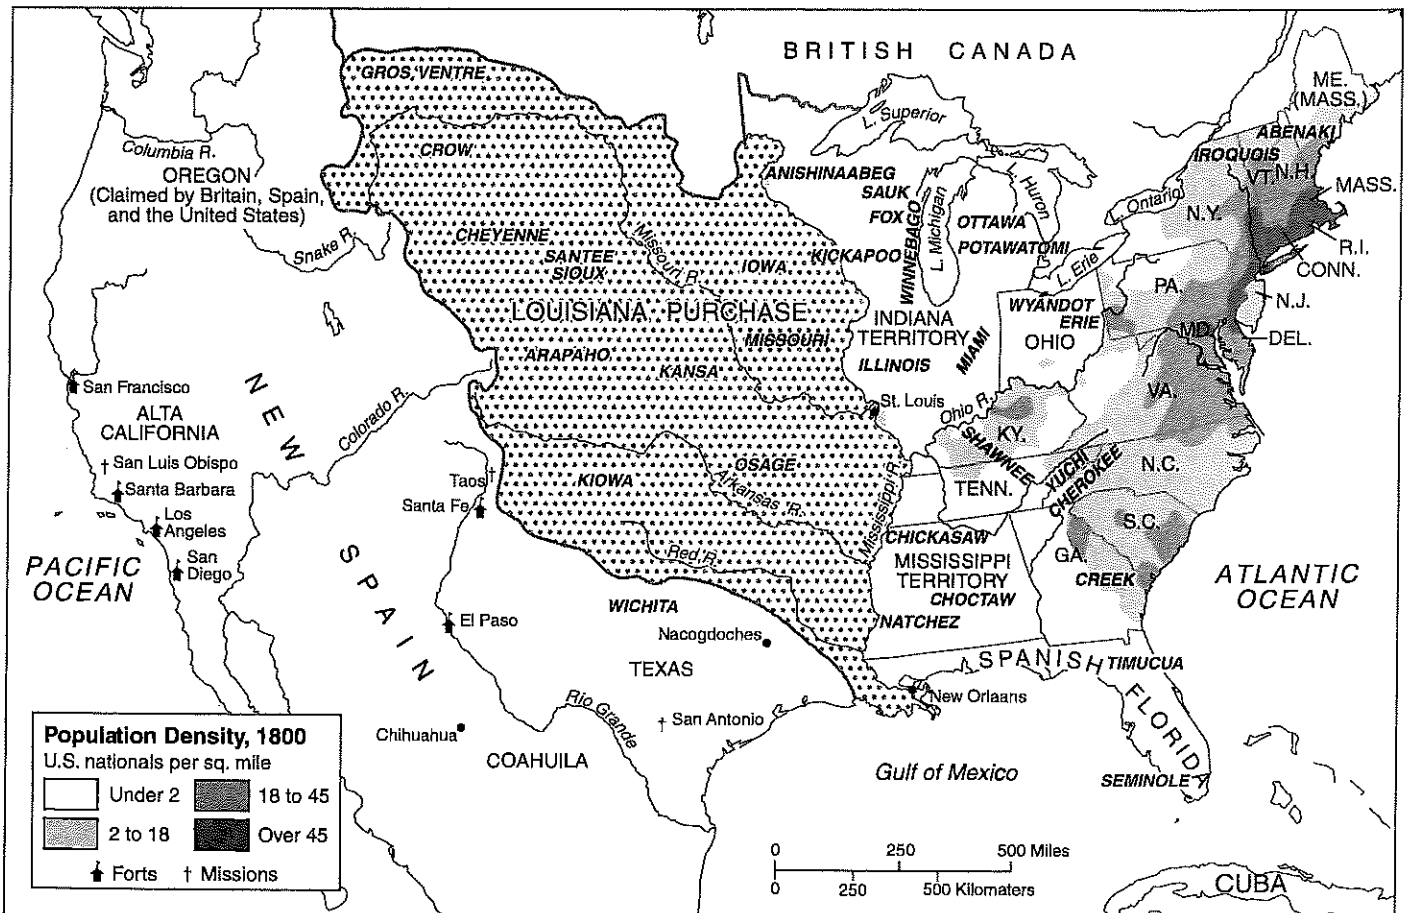 BRITISH CANADA
ME.
(MASS.)
GROS VENTRE
L. Superior
ABENAKI
Columbia R.
CROW
IROQUOIS
VT.
N.H.
OREGON
(Claimed by Britain, Spain,
and the United States)
ANISHINAABEG
SAUK
FOX
WINNEBAGO
L. Michigan
Huron
OTTAWA
POTAWATOMI
L. Ontario
N.Y.
MASS.
Snake R.
CHEYENNE
SANTEE
SIOUX
Missouri R.
IOWA
KICKAPOO
L. Erie
R.I.
CONN.
PA.
N.J.
LOUISIANA PURCHASE
INDIANA
TERRITORY
WYANDOT
ERIE
OHIO
MD.
DEL.
MISSOURI
ARAPAHO
KANSA
ILLINOIS
MIAMI
VA.
San Francisco
NEW
SPAIN
Colorado R.
St. Louis
Ohio R.
KY.
ALTA
CALIFORNIA
San Luis Obispo
Santa Barbara
Los
Angeles
San
Diego
Taos
Santa Fe
KIOWA
OSAGE
Arkansas R.
Mississippi R.
SHAWNEE
TENN.
YUCHI
CHEROKEE
N.C.
S.C.
GA.
CREEK
CHICKASAW
MISSISSIPPI
TERRITORY
CHOCTAW
NATCHEZ
Red R.
PACIFIC
OCEAN
ATLANTIC
OCEAN
El Paso
WICHITA
Nacogdoches
TEXAS
SPANISH
FLORIDA
TIMUCUA
SEMINOLE
New Orlaans
Rio Grande
San Antonio
Chihuahua
COAHUILA
Gulf of Mexico
CUBA
Population Density, 1800
U.S. nationals per sq. mile
Under 2
18 to 45
2 to 18
Over 45
Forts
† Missions
0 250 500 Miles
0 250 500 Kilomaters